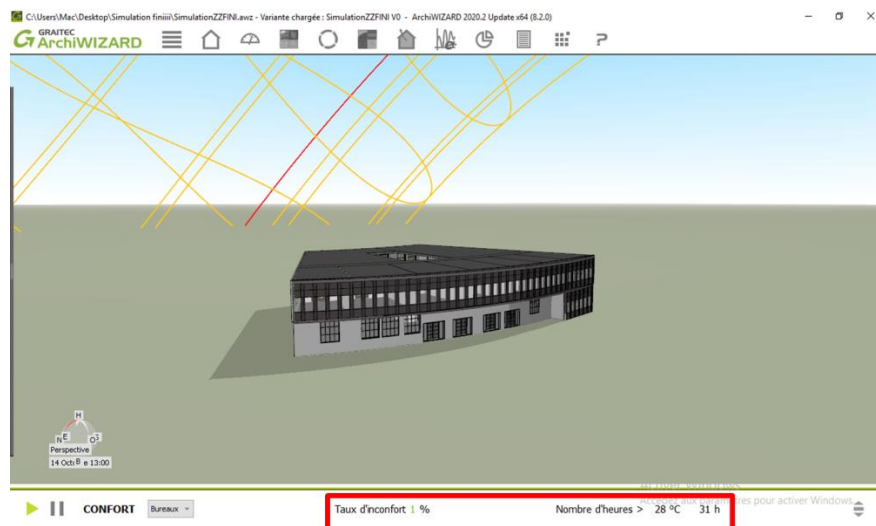 C:\Users\Mac\Desktop\Simulation finiiii\SimulationZZFINI.awz - Variante chargée : SimulationZZFINI V0 - ArchiWIZARD 2020.2 Update x64 (8.2.0)
GRAITEC
ArchiWIZARD
H
N E O S
Perspective
14 Octo B e 13:00
CONFORT Bureaux Taux d'inconfort 1 % Nombre d'heures > 28 °C 31 h
Accédez aux paramètres pour activer Windows.